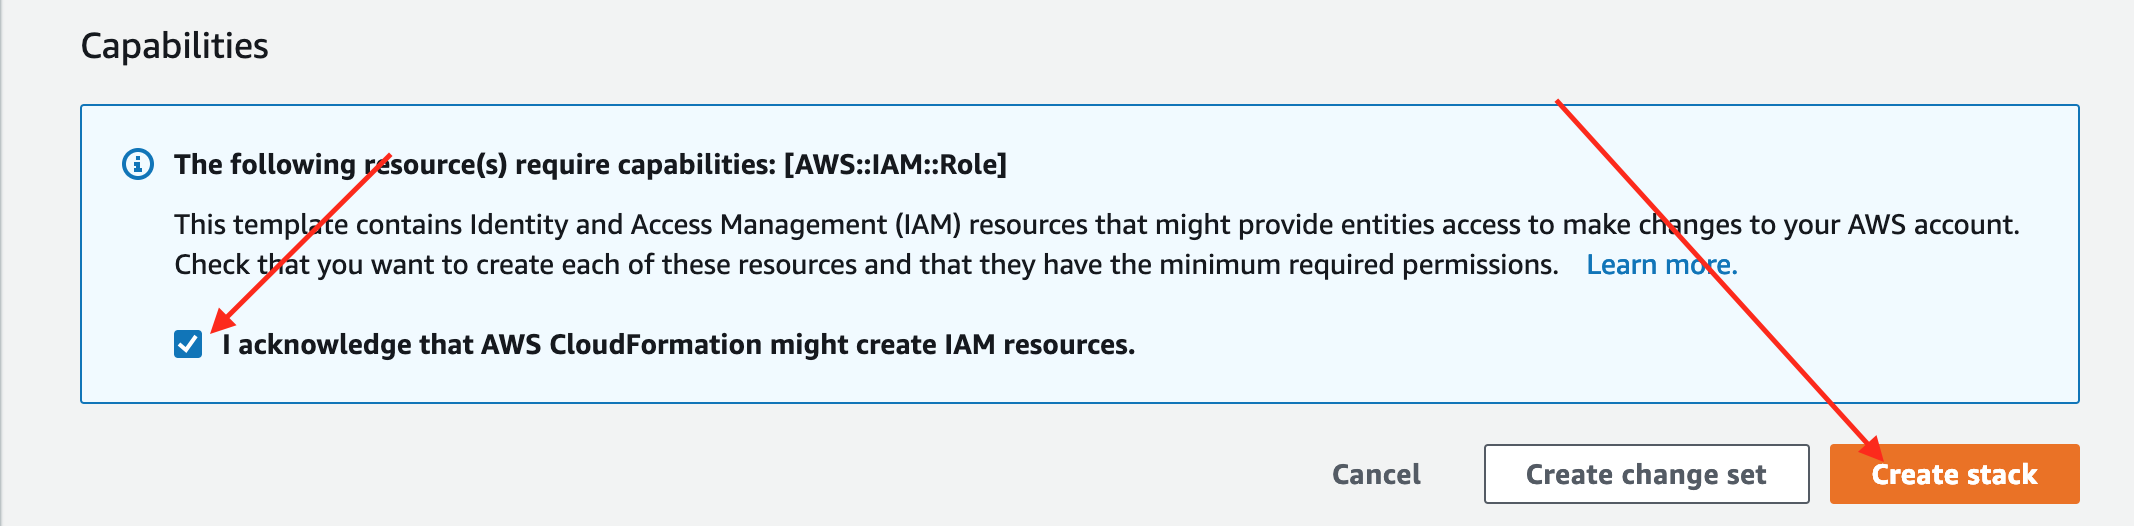 Capabilities
The following resource(s) require capabilities: [AWS::IAM::Role]
This template contains Identity and Access Management (IAM) resources that might provide entities access to make changes to your AWS account.
Check that you want to create each of these resources and that they have the minimum required permissions. Learn more.
I acknowledge that AWS CloudFormation might create IAM resources.
Cancel Create change set Create stack